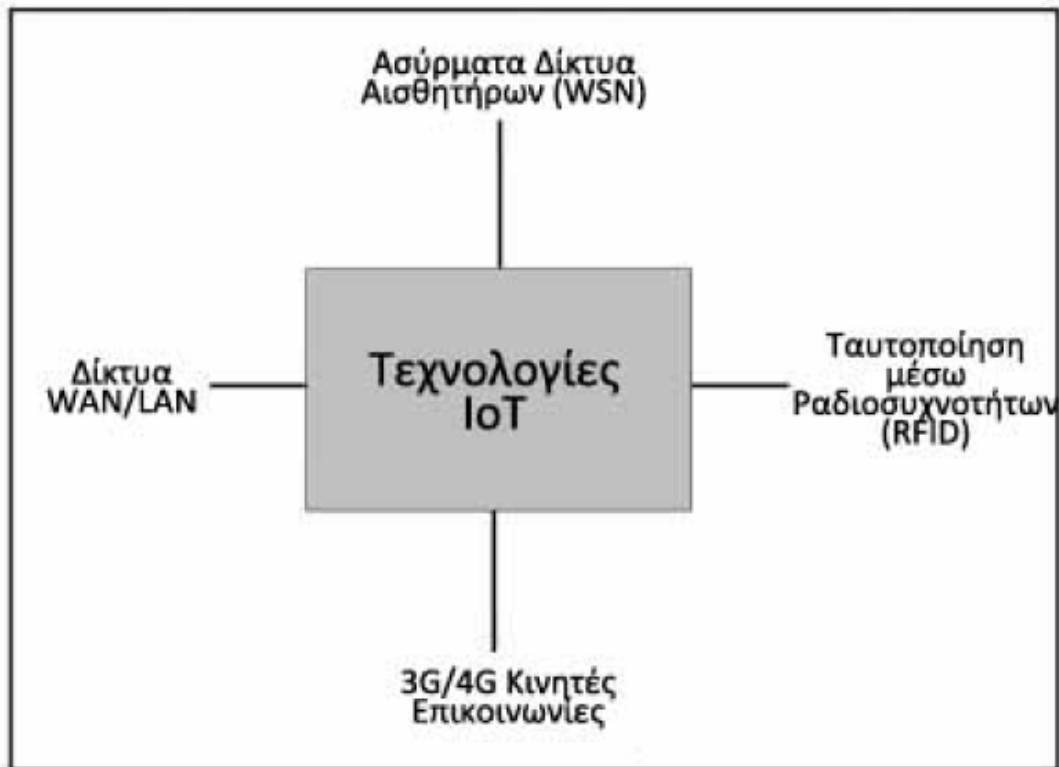 Ασύρματα Δίκτυα
Αισθητήρων (WSN)
Δίκτυα
WAN/LAN
Τεχνολογίες
IoT
Ταυτοποίηση
μέσω
Ραδιοσυχνοτήτων
(RFID)
3G/4G Κινητές
Επικοινωνίες